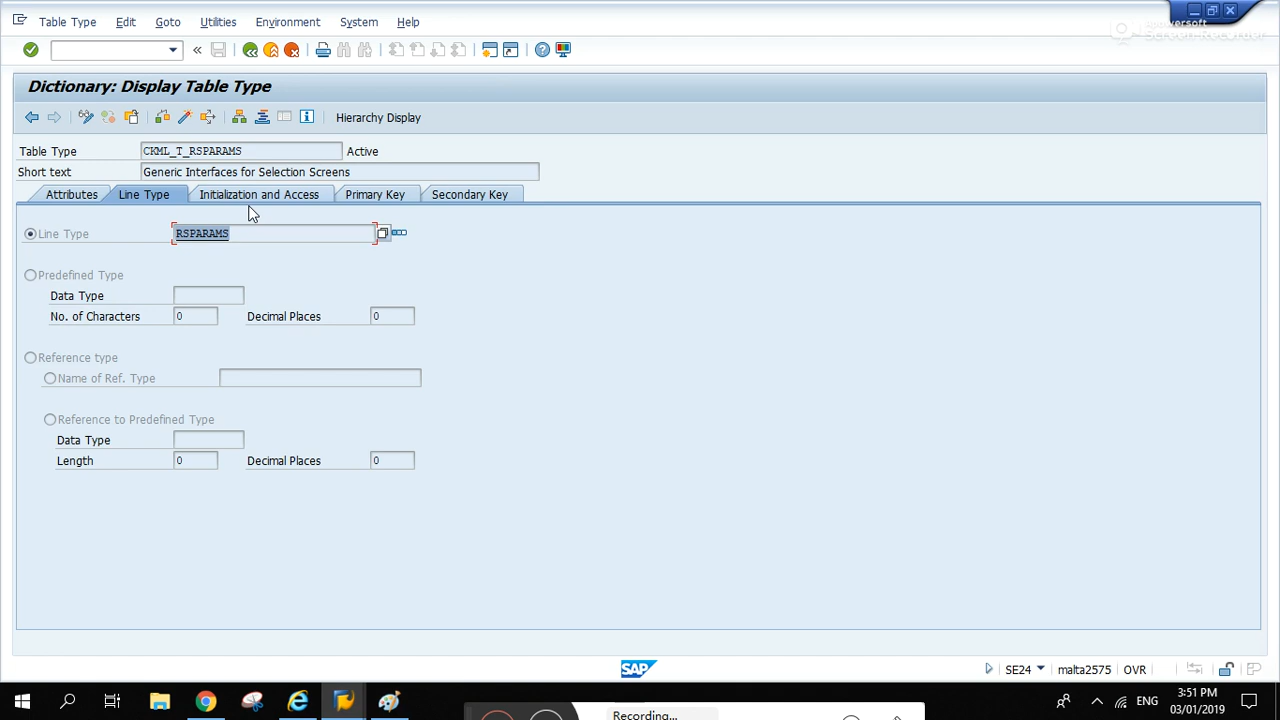 Table Type Edit Goto Utilities Environment System Help
Apowersoft
Screen Recorder
Dictionary: Display Table Type
Hierarchy Display
Table Type CKML_T_RSPARAMS Active
Short text Generic Interfaces for Selection Screens
Attributes Line Type Initialization and Access Primary Key Secondary Key
Line Type RSPARAMS
Predefined Type
Data Type
No. of Characters 0 Decimal Places 0
Reference type
Name of Ref. Type
Reference to Predefined Type
Data Type
Length 0 Decimal Places 0
SAP
SE24 malta2575 OVR
ENG
3:51 PM
03/01/2019
Recording...